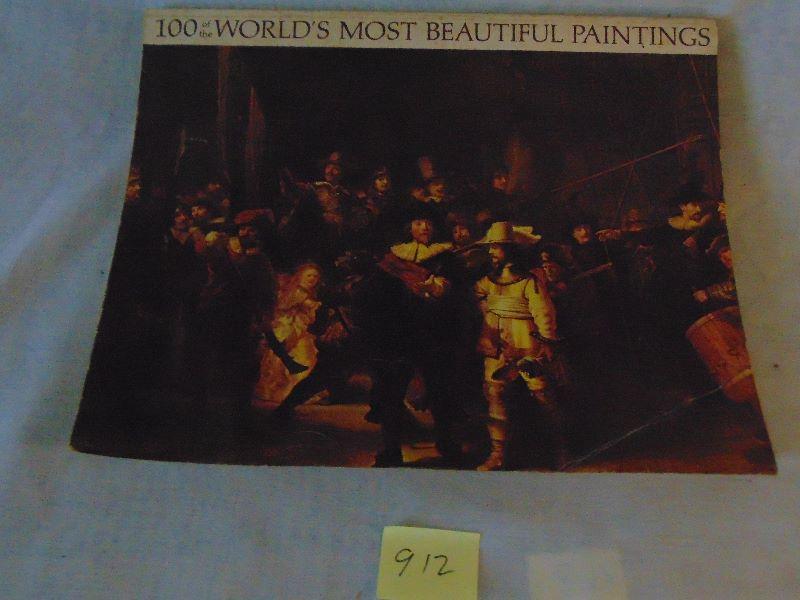 100 of the WORLD'S MOST BEAUTIFUL PAINTINGS
912